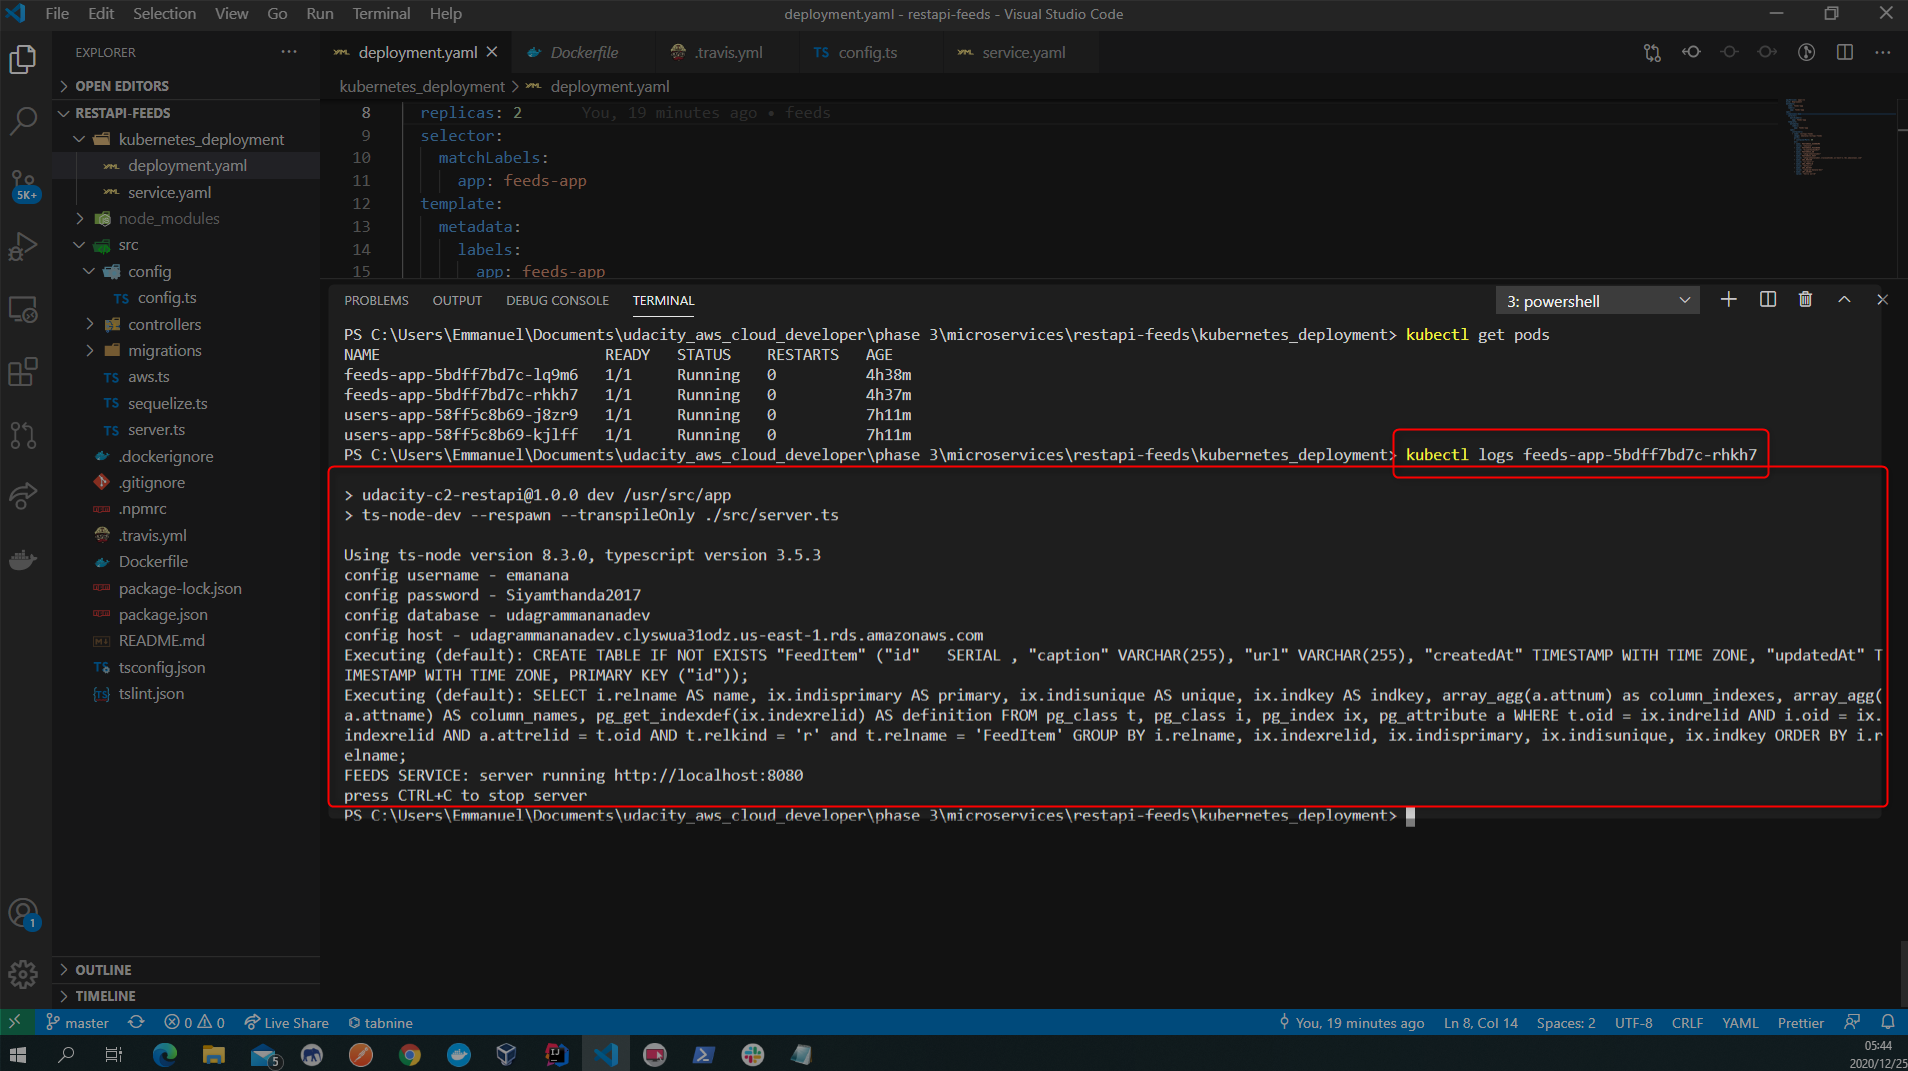 File Edit Selection View Go Run Terminal Help
deployment.yaml - restapi-feeds - Visual Studio Code
EXPLORER
OPEN EDITORS
RESTAPI-FEEDS
kubernetes_deployment
deployment.yaml
service.yaml
5K+
node_modules
src
config
TS config.ts
controllers
migrations
TS aws.ts
TS sequelize.ts
TS server.ts
.dockerignore
.gitignore
.npmrc
.travis.yml
Dockerfile
package-lock.json
package.json
README.md
tsconfig.json
tslint.json
1
OUTLINE
TIMELINE
deployment.yaml Dockerfile .travis.yml TS config.ts service.yaml
kubernetes_deployment > deployment.yaml
8 replicas: 2 You, 19 minutes ago • feeds
9 selector:
10 matchLabels:
11 app: feeds-app
12 template:
13 metadata:
14 labels:
15 app: feeds-app
PROBLEMS OUTPUT DEBUG CONSOLE TERMINAL 3: powershell
PS C:\Users\Emmanuel\Documents\udacity_aws_cloud_developer\phase 3\microservices\restapi-feeds\kubernetes_deployment> kubectl get pods
NAME READY STATUS RESTARTS AGE
feeds-app-5bdff7bd7c-lq9m6 1/1 Running 0 4h38m
feeds-app-5bdff7bd7c-rhkh7 1/1 Running 0 4h37m
users-app-58ff5c8b69-j8zr9 1/1 Running 0 7h11m
users-app-58ff5c8b69-kjlff 1/1 Running 0 7h11m
PS C:\Users\Emmanuel\Documents\udacity_aws_cloud_developer\phase 3\microservices\restapi-feeds\kubernetes_deployment> kubectl logs feeds-app-5bdff7bd7c-rhkh7
> udacity-c2-restapi@1.0.0 dev /usr/src/app
> ts-node-dev --respawn --transpileOnly ./src/server.ts
Using ts-node version 8.3.0, typescript version 3.5.3
config username - emanana
config password - Siyamthanda2017
config database - udagrammananadev
config host - udagrammananadev.clyswua31odz.us-east-1.rds.amazonaws.com
Executing (default): CREATE TABLE IF NOT EXISTS "FeedItem" ("id"   SERIAL , "caption" VARCHAR(255), "url" VARCHAR(255), "createdAt" TIMESTAMP WITH TIME ZONE, "updatedAt" T
IMESTAMP WITH TIME ZONE, PRIMARY KEY ("id"));
Executing (default): SELECT i.relname AS name, ix.indisprimary AS primary, ix.indisunique AS unique, ix.indkey AS indkey, array_agg(a.attnum) as column_indexes, array_agg(
a.attname) AS column_names, pg_get_indexdef(ix.indexrelid) AS definition FROM pg_class t, pg_class i, pg_index ix, pg_attribute a WHERE t.oid = ix.indrelid AND i.oid = ix.
indexrelid AND a.attrelid = t.oid AND t.relkind = 'r' and t.relname = 'FeedItem' GROUP BY i.relname, ix.indexrelid, ix.indisprimary, ix.indisunique, ix.indkey ORDER BY i.r
elname;
FEEDS SERVICE: server running http://localhost:8080
press CTRL+C to stop server
PS C:\Users\Emmanuel\Documents\udacity_aws_cloud_developer\phase 3\microservices\restapi-feeds\kubernetes_deployment>
master 0 0 Live Share tabnine You, 19 minutes ago Ln 8, Col 14 Spaces: 2 UTF-8 CRLF YAML Prettier
5
05:44
2020/12/25